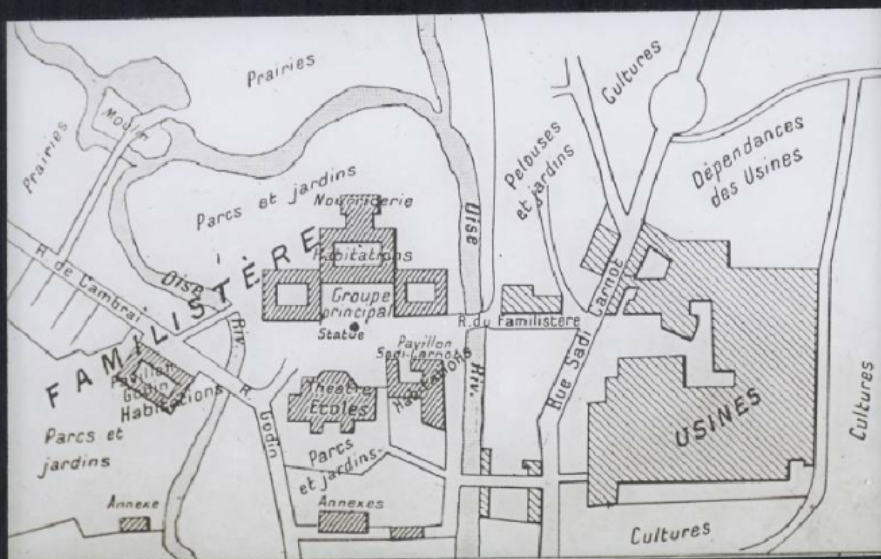 Prairies
Cultures
Prairies
Moulin
Pelouses
et jardins
Dépendances
des Usines
Parcs et jardins
Nourricerie
Oise
Habitations
FAMILISTÈRE
R. de Cambrai
Oise
Riv.
Groupe
principal
Statue
R. du Familistère
Rue Sadi Carnot
Pavillon
Sadi-Carnot
Habitations
Riv.
Godin
Habitations
R. Godin
Théâtre
Écoles
USINES
Cultures
Parcs et
jardins
Parcs
et jardins
Annexe
Annexes
Cultures